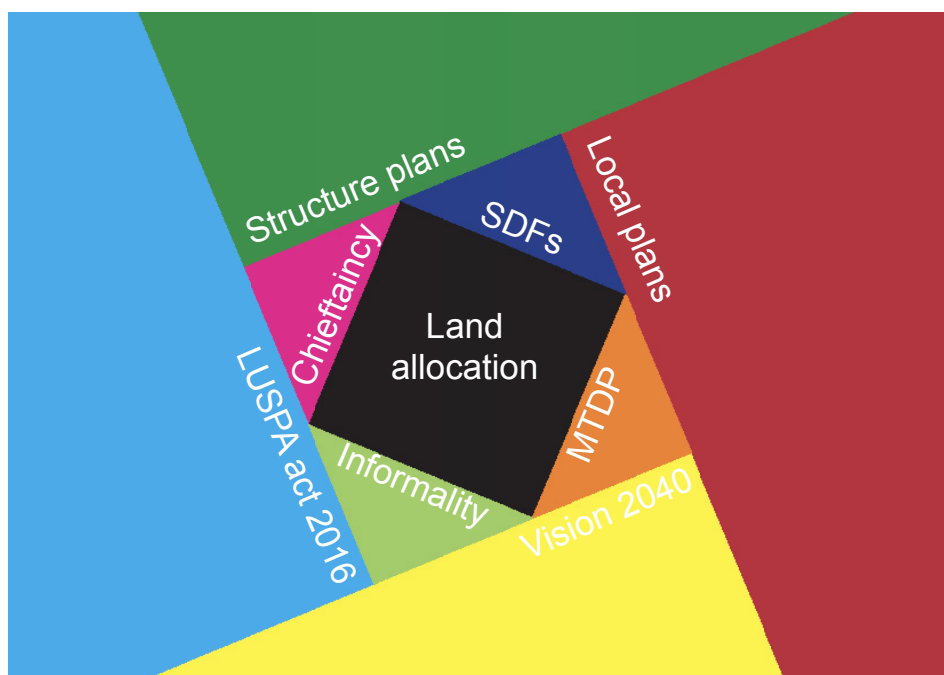 Structure plans
SDFs
Local plans
Chieftaincy
Land
allocation
MTDP
LUSPA act 2016
Informality
Vision 2040